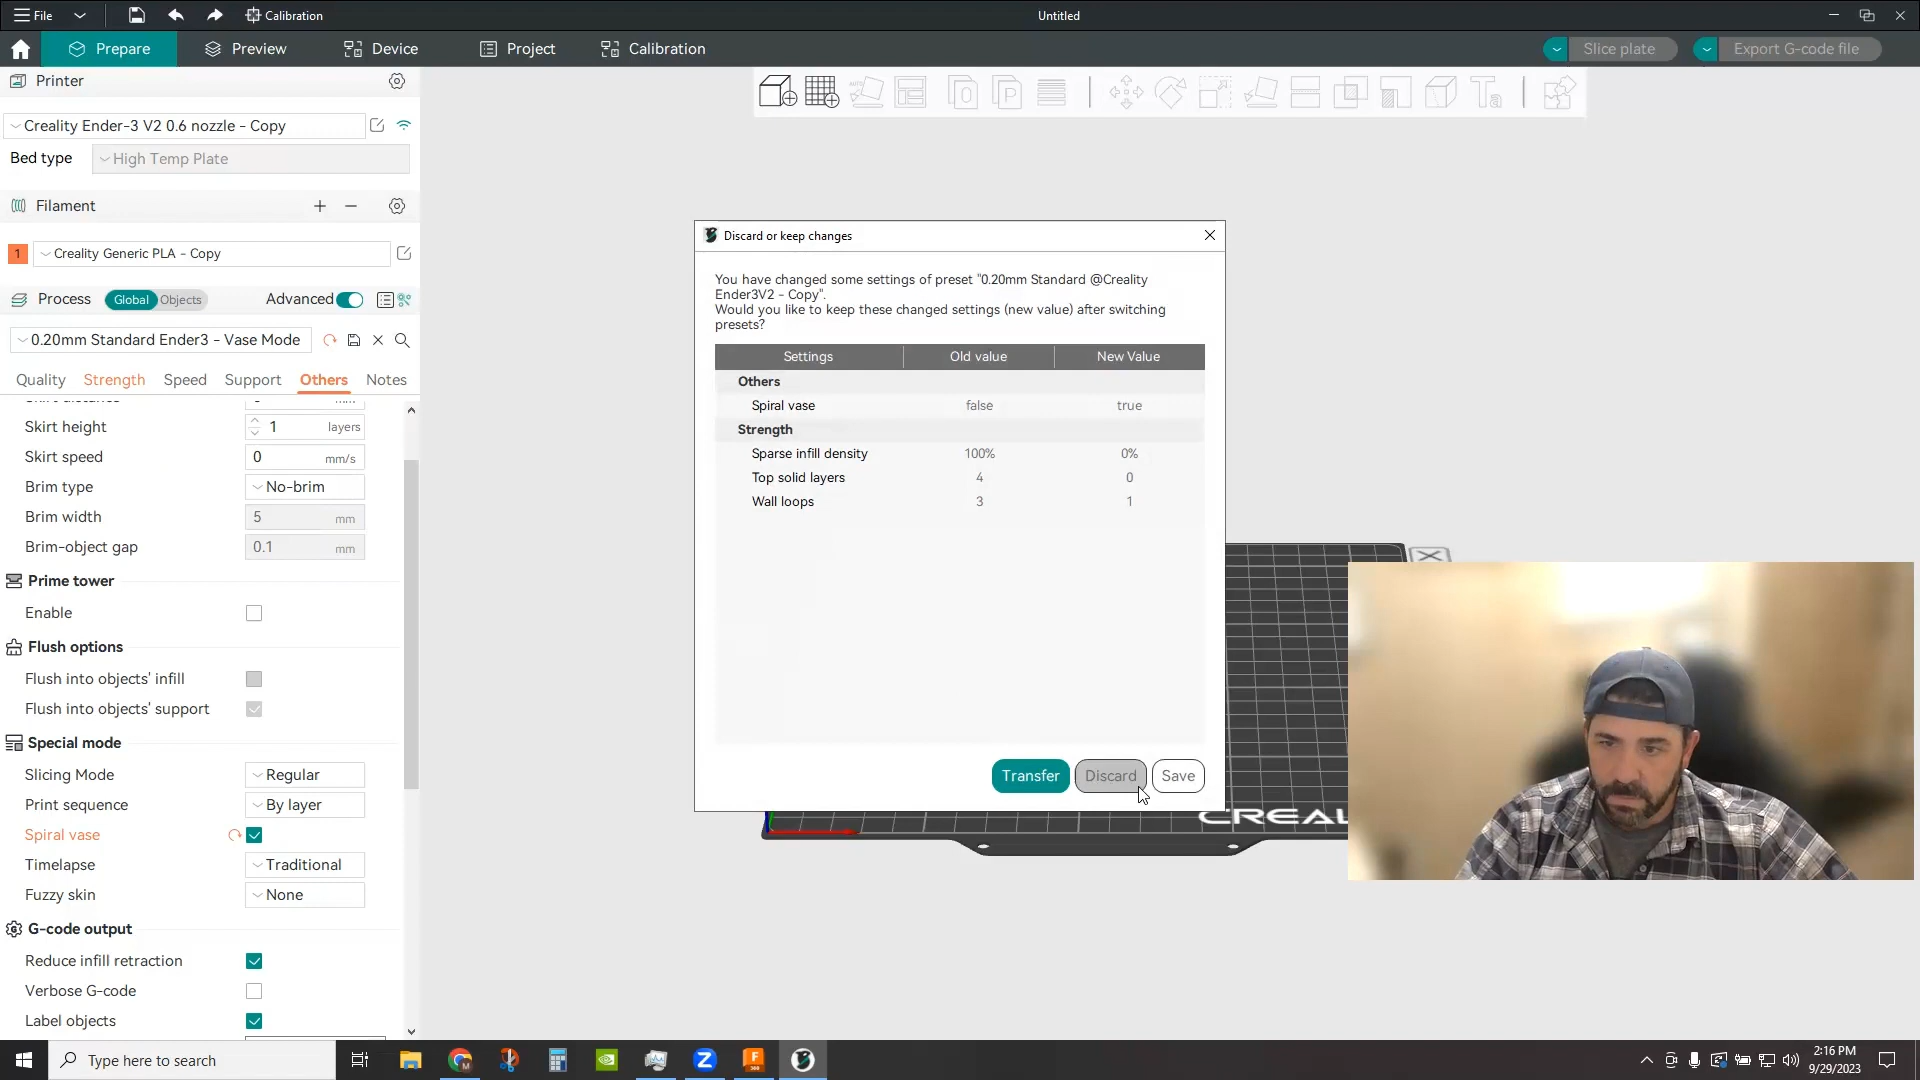 File
Calibration
Untitled
Prepare
Preview
Device
Project
Calibration
Slice plate
Export G-code file
Printer
Creality Ender-3 V2 0.6 nozzle - Copy
Bed type
High Temp Plate
Filament
1
Creality Generic PLA - Copy
Process
Global
Objects
Advanced
0.20mm Standard Ender3 - Vase Mode
Quality
Strength
Speed
Support
Others
Notes
Skirt height
1
layers
Skirt speed
0
mm/s
Brim type
No-brim
Brim width
5
mm
Brim-object gap
0.1
mm
Prime tower
Enable
Flush options
Flush into objects' infill
Flush into objects' support
Special mode
Slicing Mode
Regular
Print sequence
By layer
Spiral vase
Timelapse
Traditional
Fuzzy skin
None
G-code output
Reduce infill retraction
Verbose G-code
Label objects
Discard or keep changes
You have changed some settings of preset "0.20mm Standard @Creality
Ender3V2 - Copy".
Would you like to keep these changed settings (new value) after switching
presets?
Settings
Old value
New Value
Others
Spiral vase
false
true
Strength
Sparse infill density
100%
0%
Top solid layers
4
0
Wall loops
3
1
Transfer
Discard
Save
CREAL
Type here to search
2:16 PM
9/29/2023